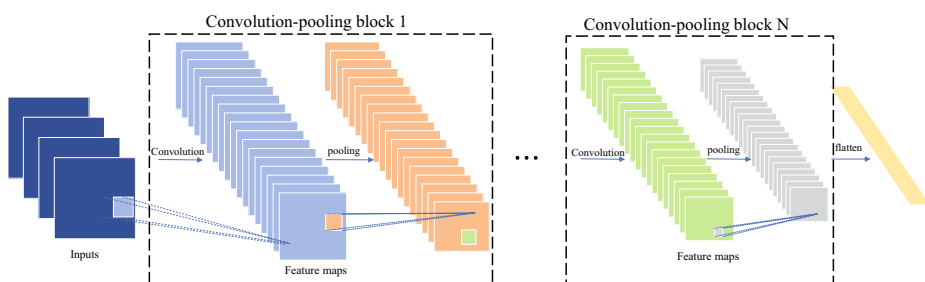 Convolution-pooling block 1
Convolution-pooling block N
Convolution
pooling
...
Convolution
pooling
flatten
Inputs
Feature maps
Feature maps